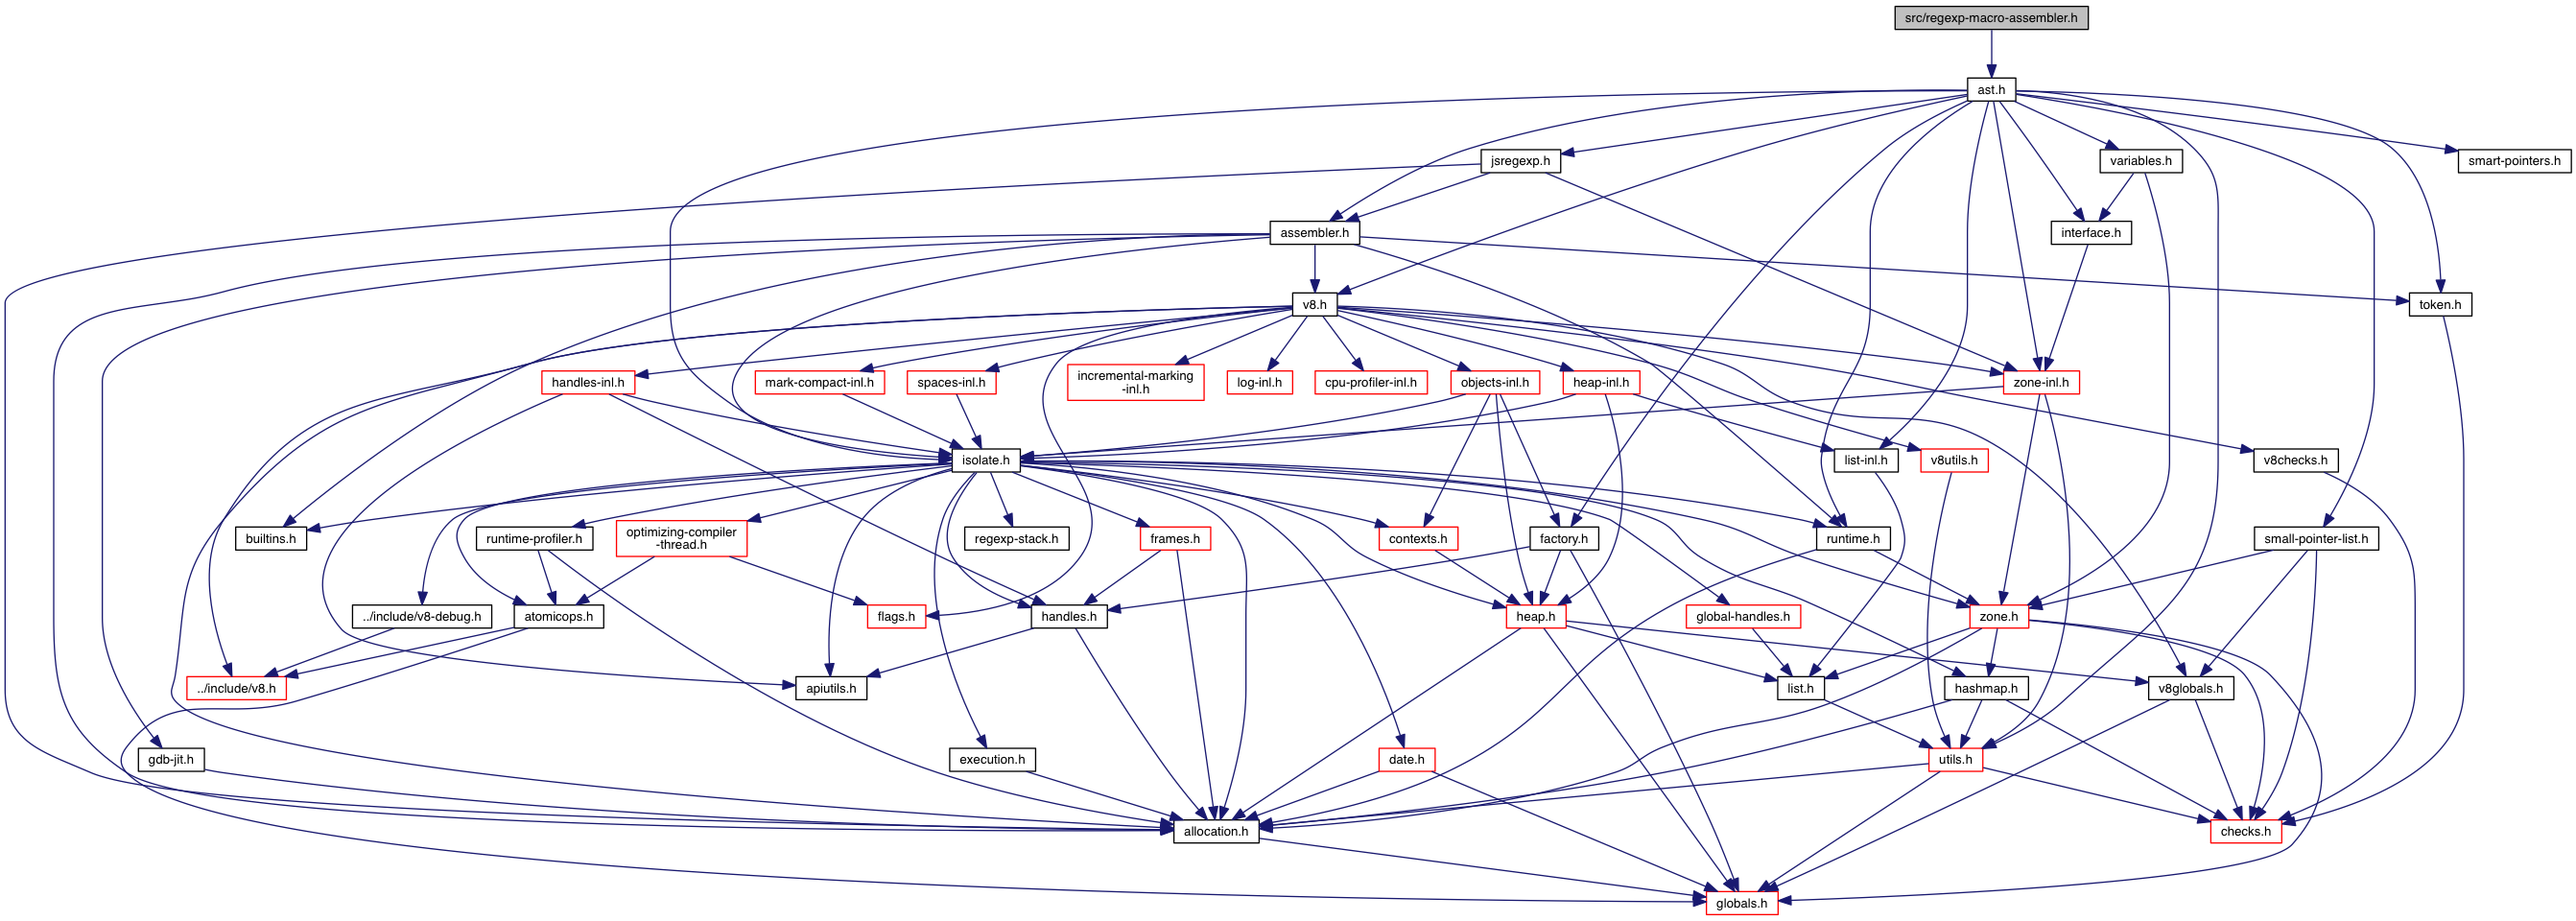 src/regexp-macro-assembler.h
ast.h
jsregexp.h
variables.h
smart-pointers.h
assembler.h
interface.h
v8.h
token.h
handles-inl.h
mark-compact-inl.h
spaces-inl.h
incremental-marking
-inl.h
log-inl.h
cpu-profiler-inl.h
objects-inl.h
heap-inl.h
zone-inl.h
isolate.h
list-inl.h
v8utils.h
v8checks.h
builtins.h
runtime-profiler.h
optimizing-compiler
-thread.h
regexp-stack.h
frames.h
contexts.h
factory.h
runtime.h
small-pointer-list.h
../include/v8-debug.h
atomicops.h
flags.h
handles.h
heap.h
global-handles.h
zone.h
../include/v8.h
apiutils.h
list.h
hashmap.h
v8globals.h
gdb-jit.h
execution.h
date.h
utils.h
allocation.h
checks.h
globals.h